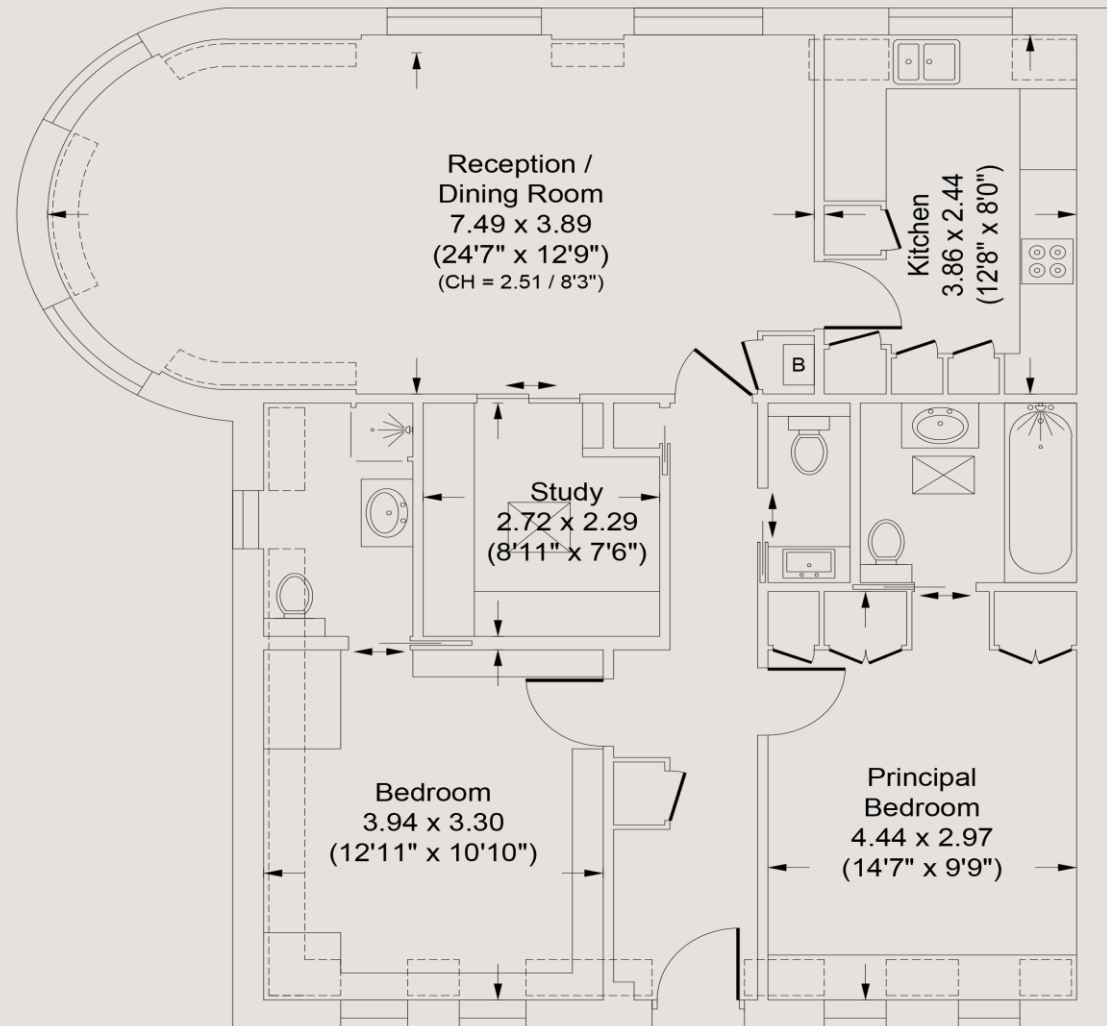 Reception /
Dining Room
7.49 x 3.89
(24'7" x 12'9")
(CH = 2.51 / 8'3")
Kitchen
3.86 x 2.44
(12'8" x 8'0")
B
Study
2.72 x 2.29
(8'11" x 7'6")
Bedroom
3.94 x 3.30
(12'11" x 10'10")
Principal
Bedroom
4.44 x 2.97
(14'7" x 9'9")